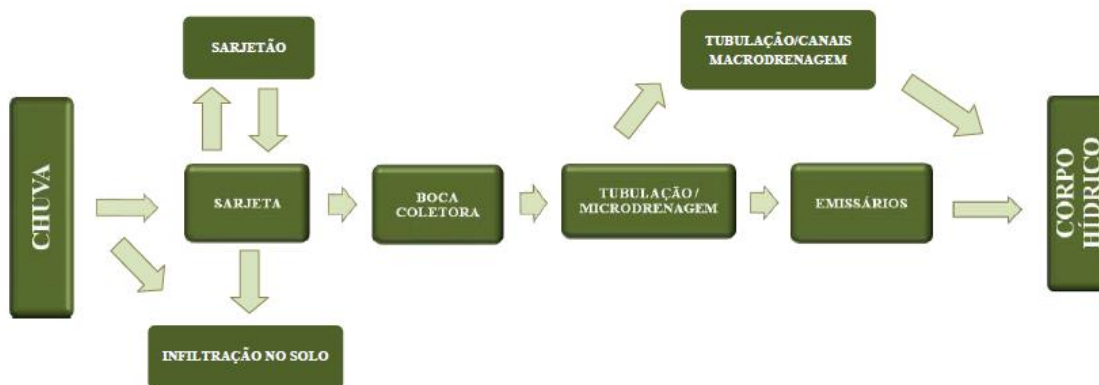 CHUVA
SARJETÃO
SARJETA
INFILTRAÇÃO NO SOLO
BOCA
COLETORA
TUBULAÇÃO /
MICRODRENAGEM
TUBULAÇÃO/CANAIS
MACRODRENAGEM
EMISSÁRIOS
CORPO
HÍDRICO